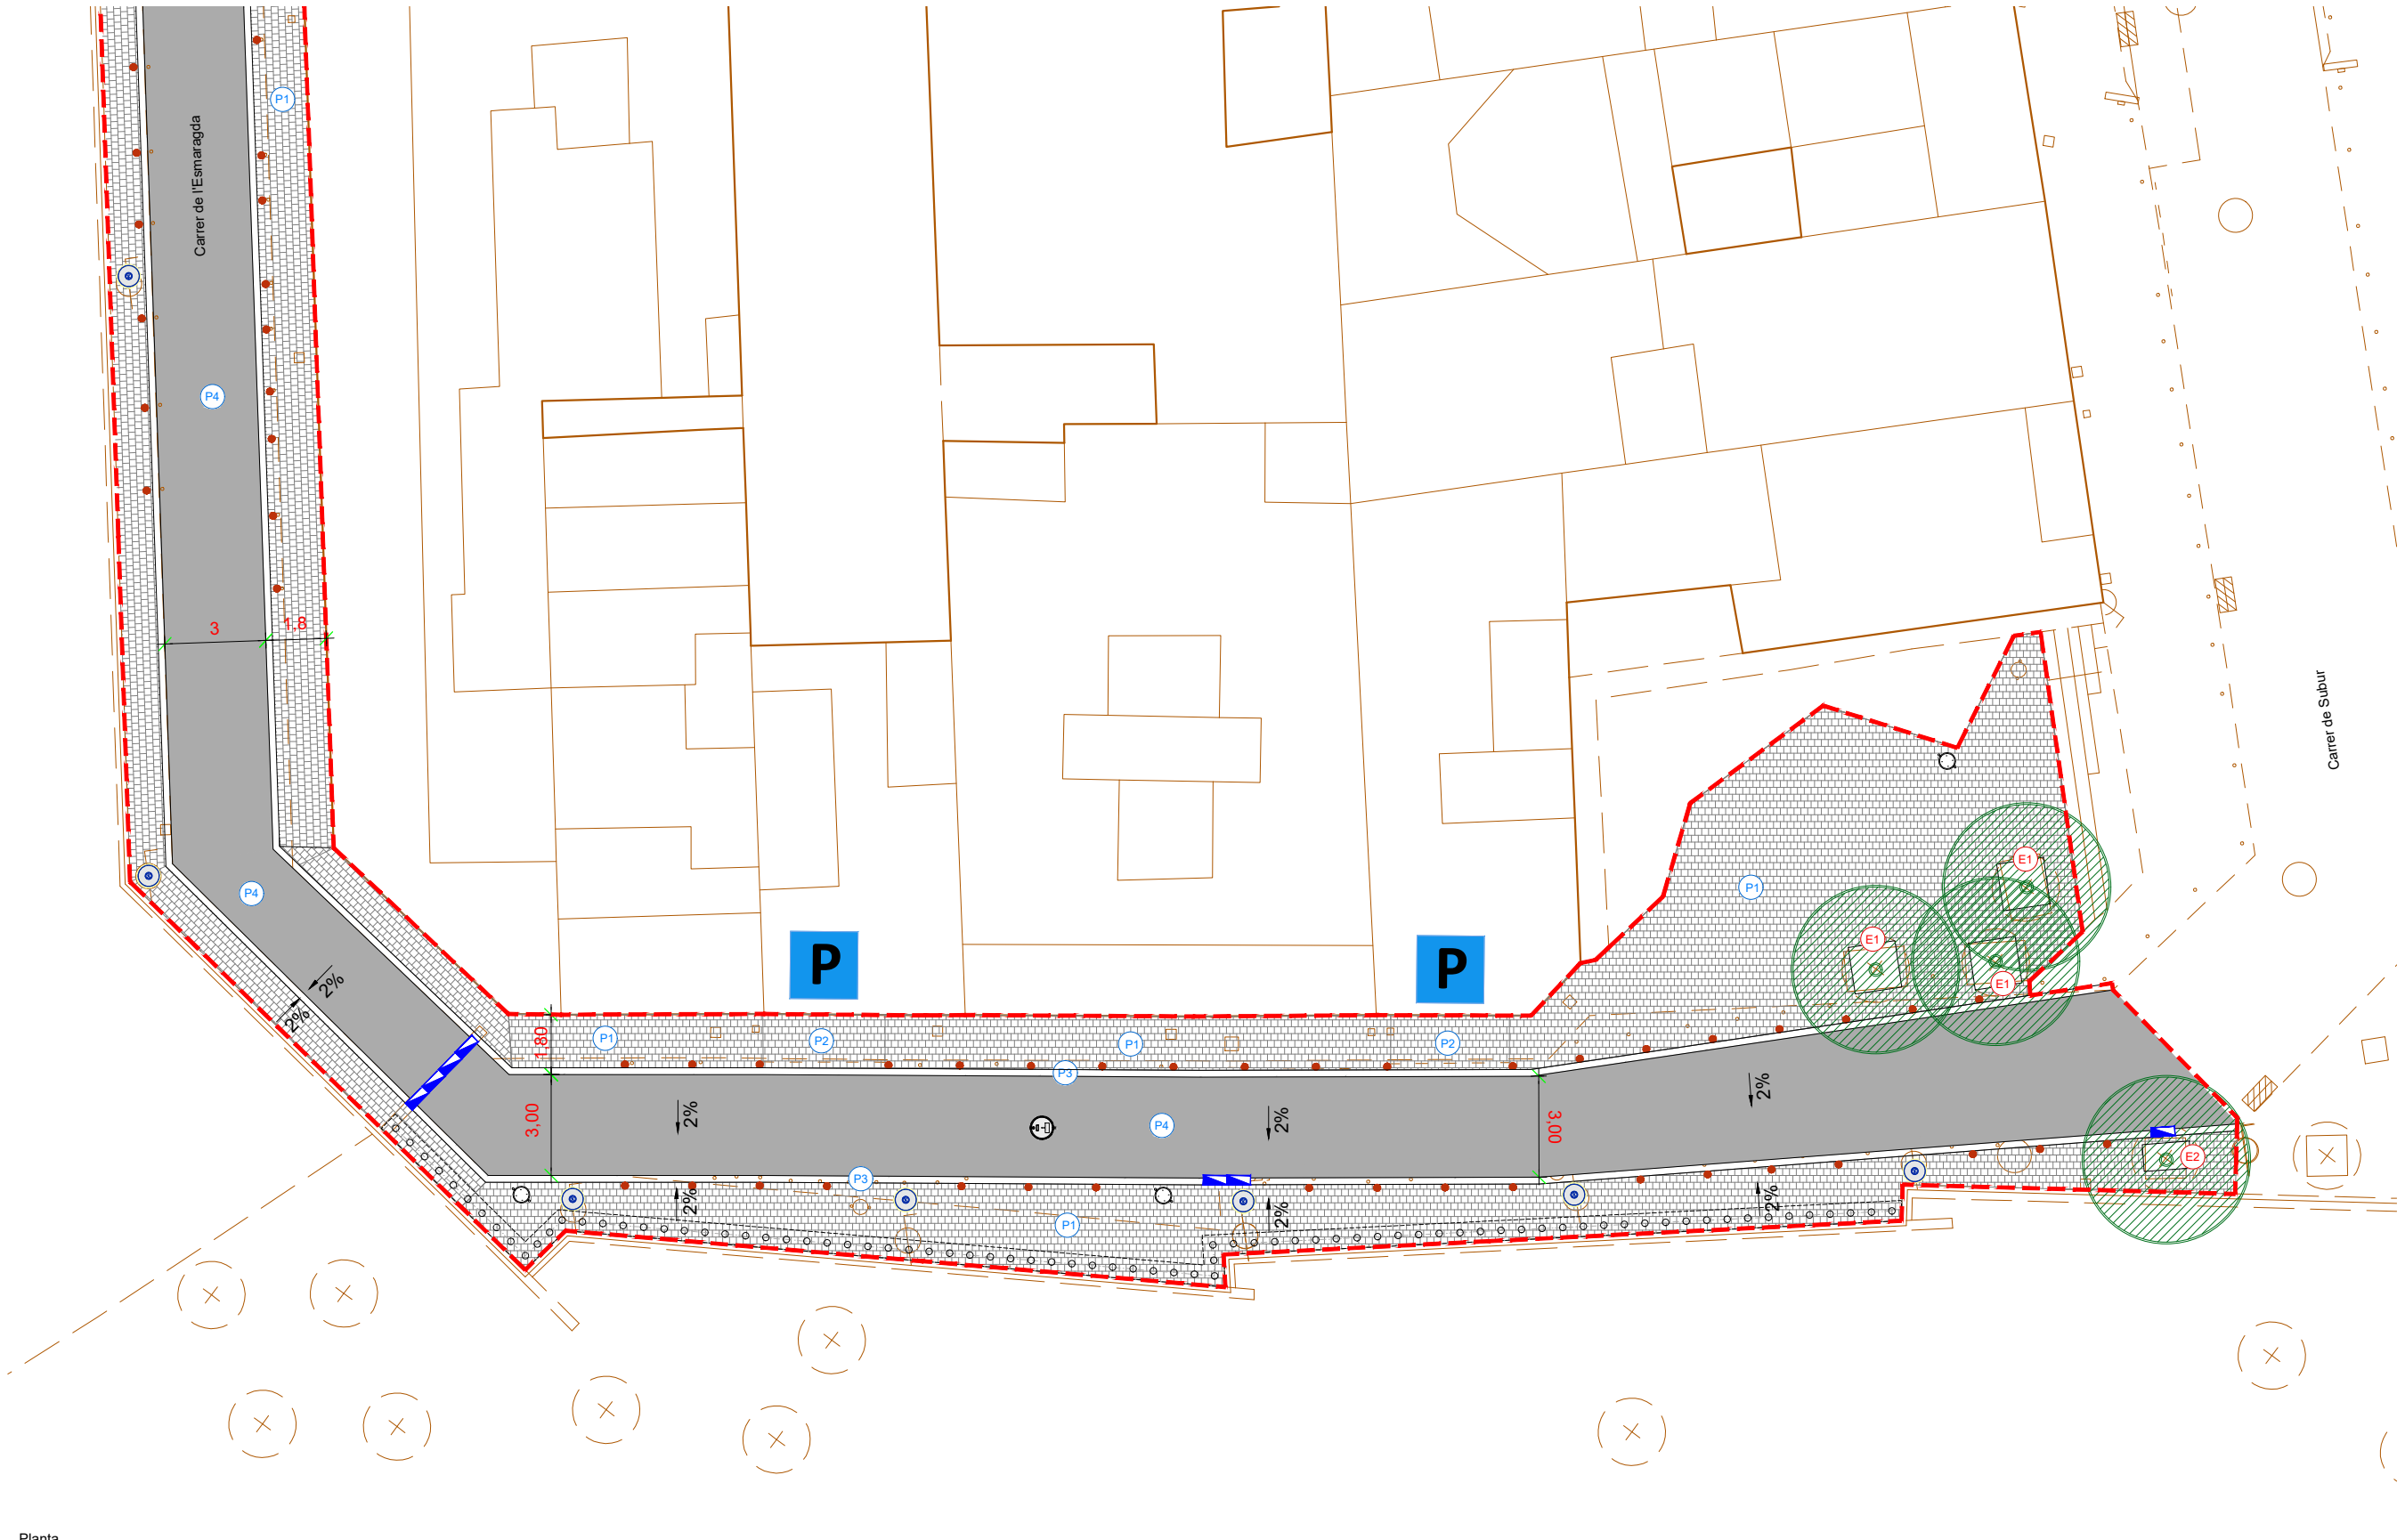 P1
Carrer de l'Esmaragda
P4
3
1,8
Carrer de Subur
E1
P4
P1
E1
P
P
E1
2%
2%
P1
1,80
P2
P1
P2
P3
3,00
2%
2%
P4
3,00
2%
E2
P3
2%
P1
2%
2%
Planta